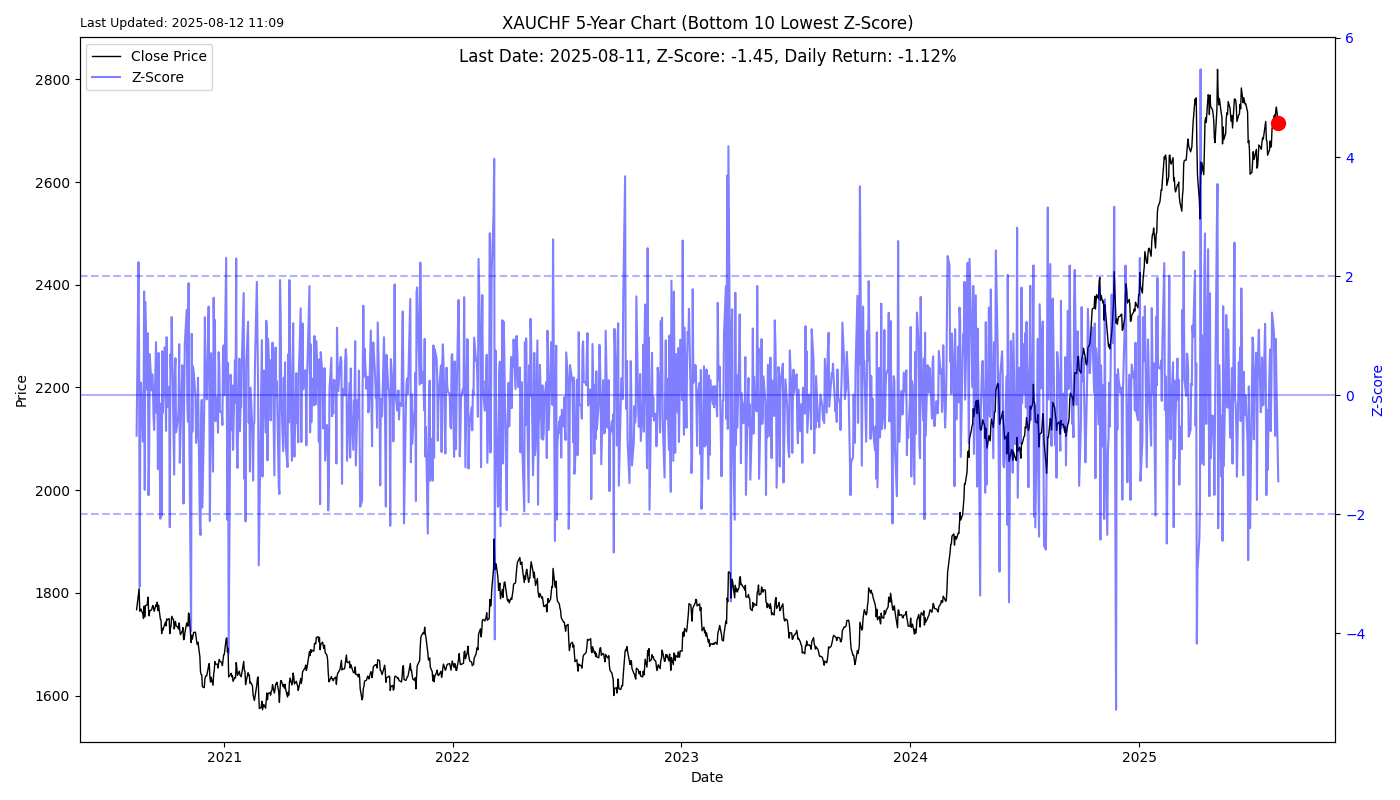 Last Updated: 2025-08-12 11:09
XAUCHF 5-Year Chart (Bottom 10 Lowest Z-Score)
Last Date: 2025-08-11, Z-Score: -1.45, Daily Return: -1.12%
Close Price
Z-Score
Price
2800
2600
2400
2200
2000
1800
1600
6
4
2
0
−2
−4
Z-Score
2021 2022 2023 2024 2025
Date